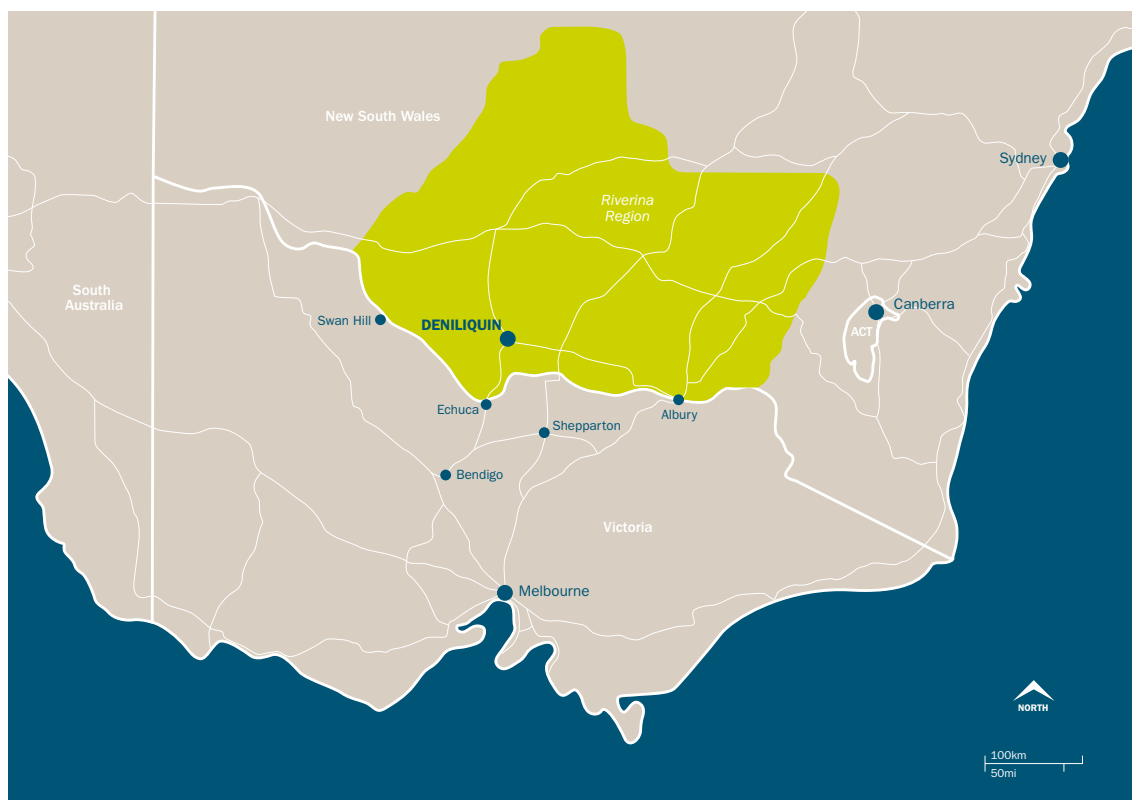 New South Wales
Sydney
Riverina
Region
South
Australia
Canberra
Swan Hill
DENILIQUIN
ACT
Echuca
Albury
Shepparton
Bendigo
Victoria
Melbourne
NORTH
100km
50mi